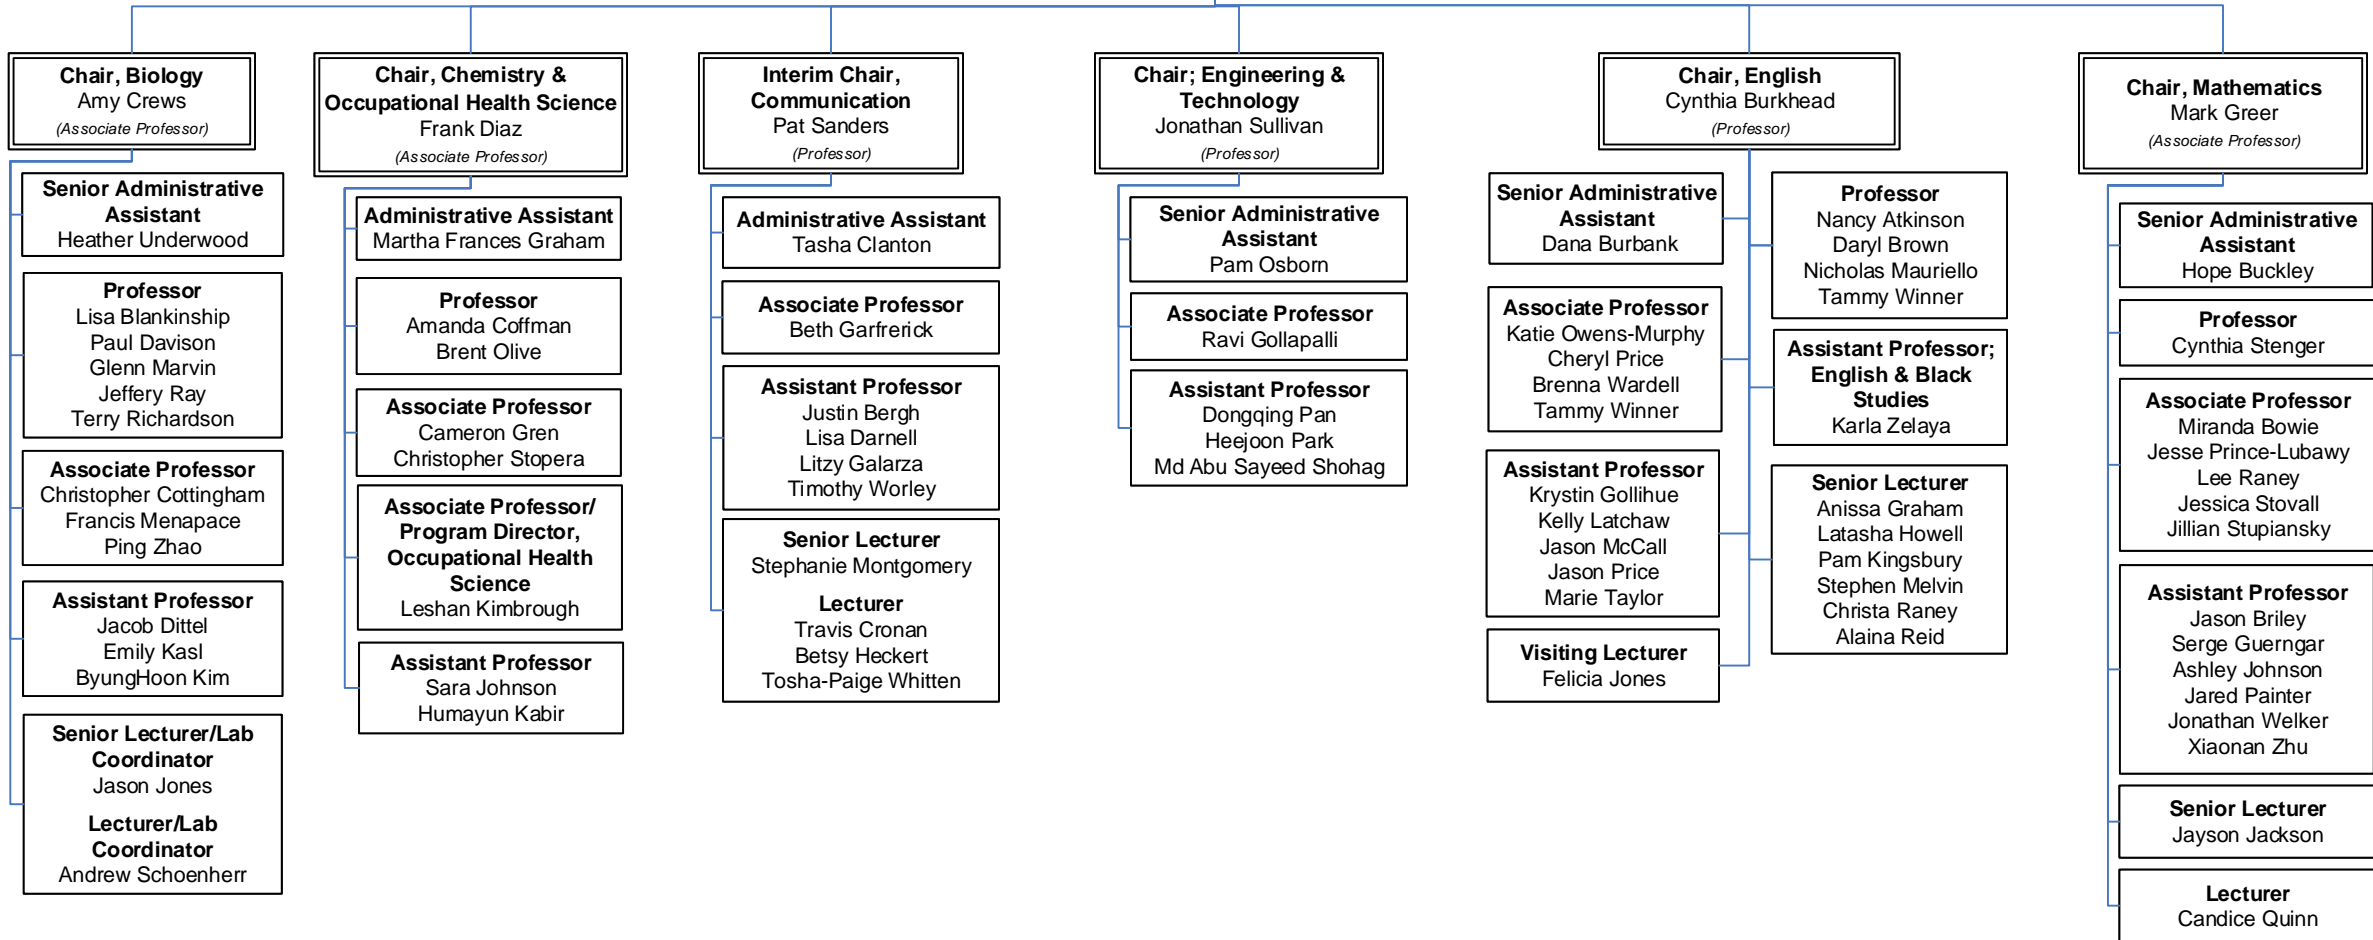 Chair, Biology
Amy Crews
(Associate Professor)
Senior Administrative
Assistant
Heather Underwood
Professor
Lisa Blankinship
Paul Davison
Glenn Marvin
Jeffery Ray
Terry Richardson
Associate Professor
Christopher Cottingham
Francis Menapace
Ping Zhao
Assistant Professor
Jacob Dittel
Emily Kasl
ByungHoon Kim
Senior Lecturer/Lab
Coordinator
Jason Jones
Lecturer/Lab
Coordinator
Andrew Schoenherr
Chair, Chemistry &
Occupational Health Science
Frank Diaz
(Associate Professor)
Administrative Assistant
Martha Frances Graham
Professor
Amanda Coffman
Brent Olive
Associate Professor
Cameron Gren
Christopher Stopera
Associate Professor/
Program Director,
Occupational Health
Science
Leshan Kimbrough
Assistant Professor
Sara Johnson
Humayun Kabir
Interim Chair,
Communication
Pat Sanders
(Professor)
Administrative Assistant
Tasha Clanton
Associate Professor
Beth Garfrerick
Assistant Professor
Justin Bergh
Lisa Darnell
Litzy Galarza
Timothy Worley
Senior Lecturer
Stephanie Montgomery
Lecturer
Travis Cronan
Betsy Heckert
Tosha-Paige Whitten
Chair; Engineering &
Technology
Jonathan Sullivan
(Professor)
Senior Administrative
Assistant
Pam Osborn
Associate Professor
Ravi Gollapalli
Assistant Professor
Dongqing Pan
Heejoon Park
Md Abu Sayeed Shohag
Chair, English
Cynthia Burkhead
(Professor)
Senior Administrative
Assistant
Dana Burbank
Associate Professor
Katie Owens-Murphy
Cheryl Price
Brenna Wardell
Tammy Winner
Assistant Professor
Krystin Gollihue
Kelly Latchaw
Jason McCall
Jason Price
Marie Taylor
Visiting Lecturer
Felicia Jones
Professor
Nancy Atkinson
Daryl Brown
Nicholas Mauriello
Tammy Winner
Assistant Professor;
English & Black
Studies
Karla Zelaya
Senior Lecturer
Anissa Graham
Latasha Howell
Pam Kingsbury
Stephen Melvin
Christa Raney
Alaina Reid
Chair, Mathematics
Mark Greer
(Associate Professor)
Senior Administrative
Assistant
Hope Buckley
Professor
Cynthia Stenger
Associate Professor
Miranda Bowie
Jesse Prince-Lubawy
Lee Raney
Jessica Stovall
Jillian Stupiansky
Assistant Professor
Jason Briley
Serge Guerngar
Ashley Johnson
Jared Painter
Jonathan Welker
Xiaonan Zhu
Senior Lecturer
Jayson Jackson
Lecturer
Candice Quinn